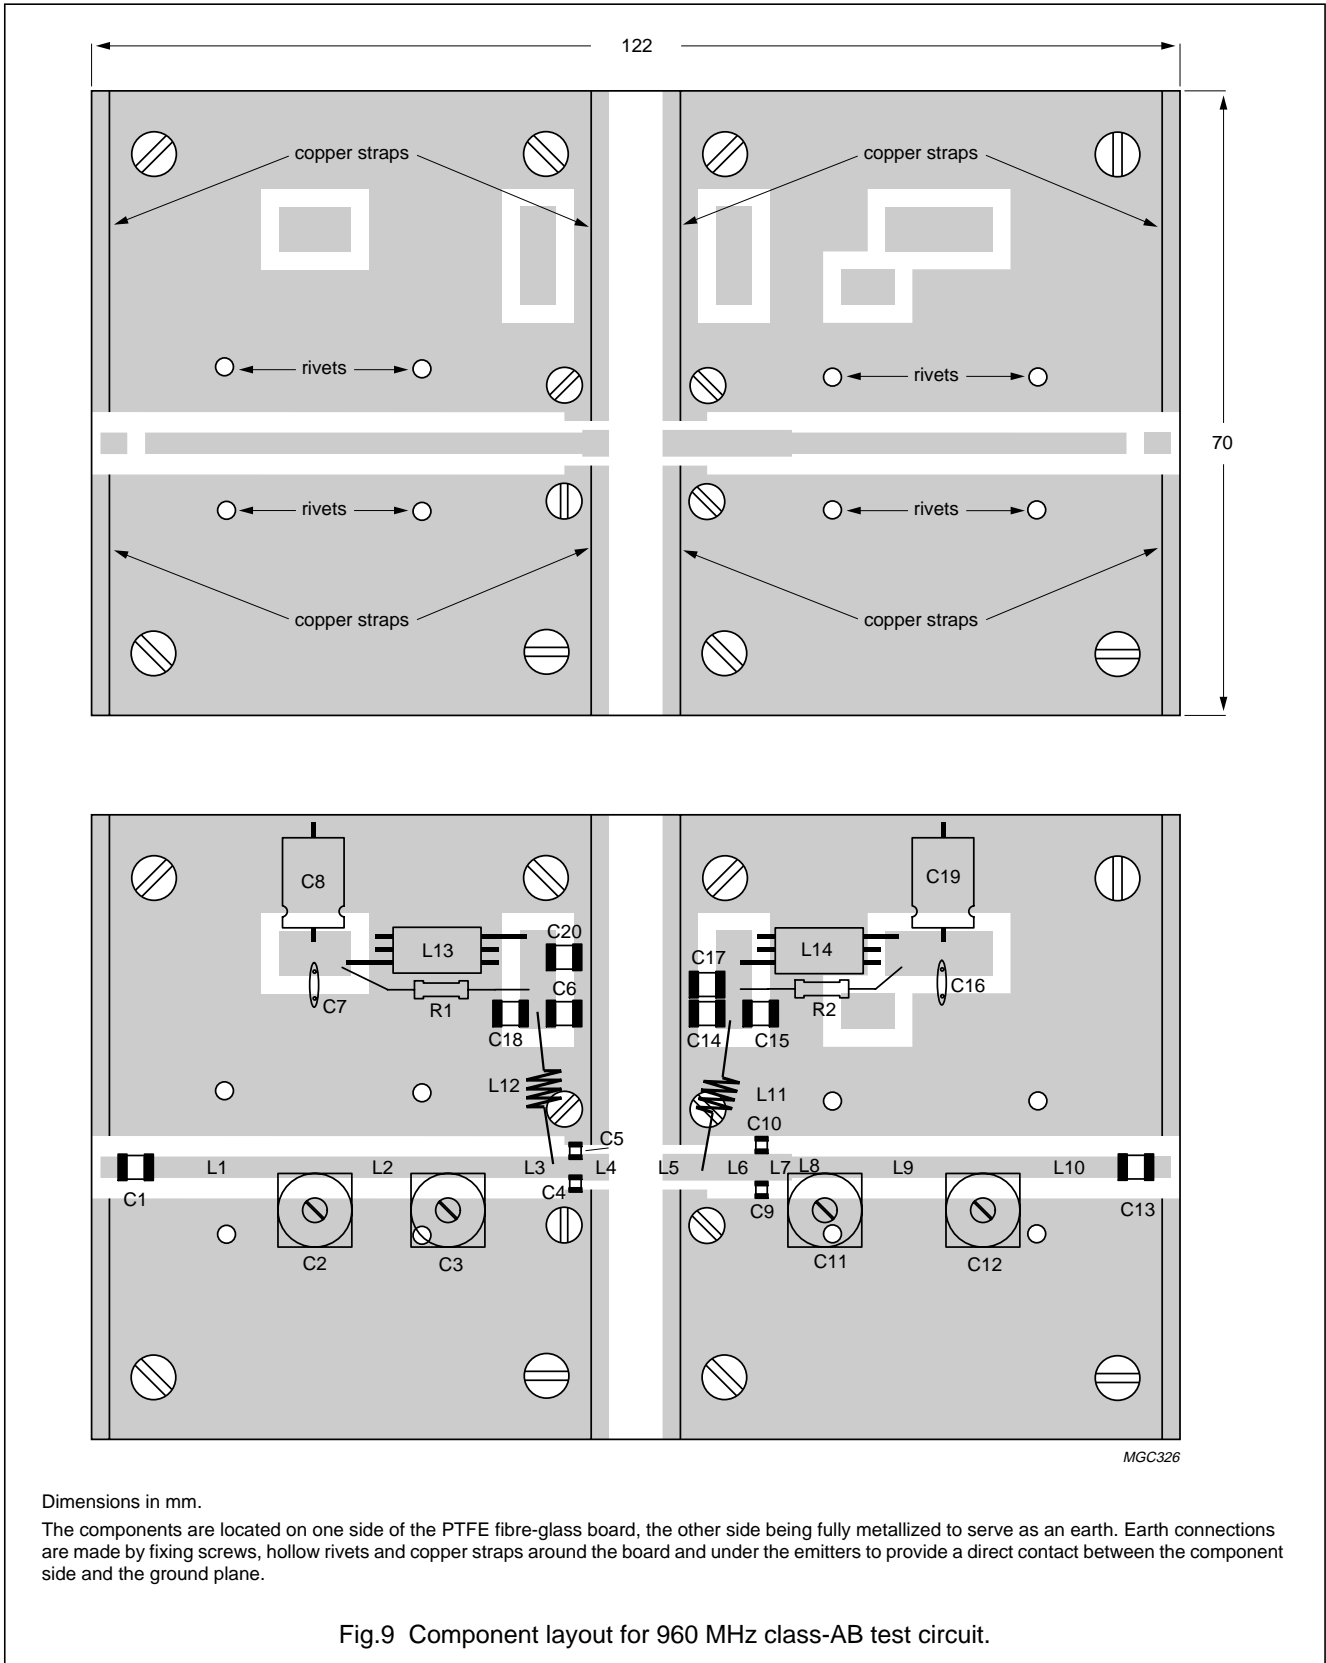 122
copper straps
copper straps
rivets
rivets
70
rivets
rivets
copper straps
copper straps
C8
C19
C20
L13
L14
C17
C6
C7
R1
C16
R2
C18
C14
C15
L12
L11
C10
C5
L1
L2
L3
L4
L5
L6
L7
L8
L9
L10
C1
C4
C9
C13
C2
C3
C11
C12
MGC326
Dimensions in mm.
The components are located on one side of the PTFE fibre-glass board, the other side being fully metallized to serve as an earth. Earth connections
are made by fixing screws, hollow rivets and copper straps around the board and under the emitters to provide a direct contact between the component
side and the ground plane.
Fig.9 Component layout for 960 MHz class-AB test circuit.